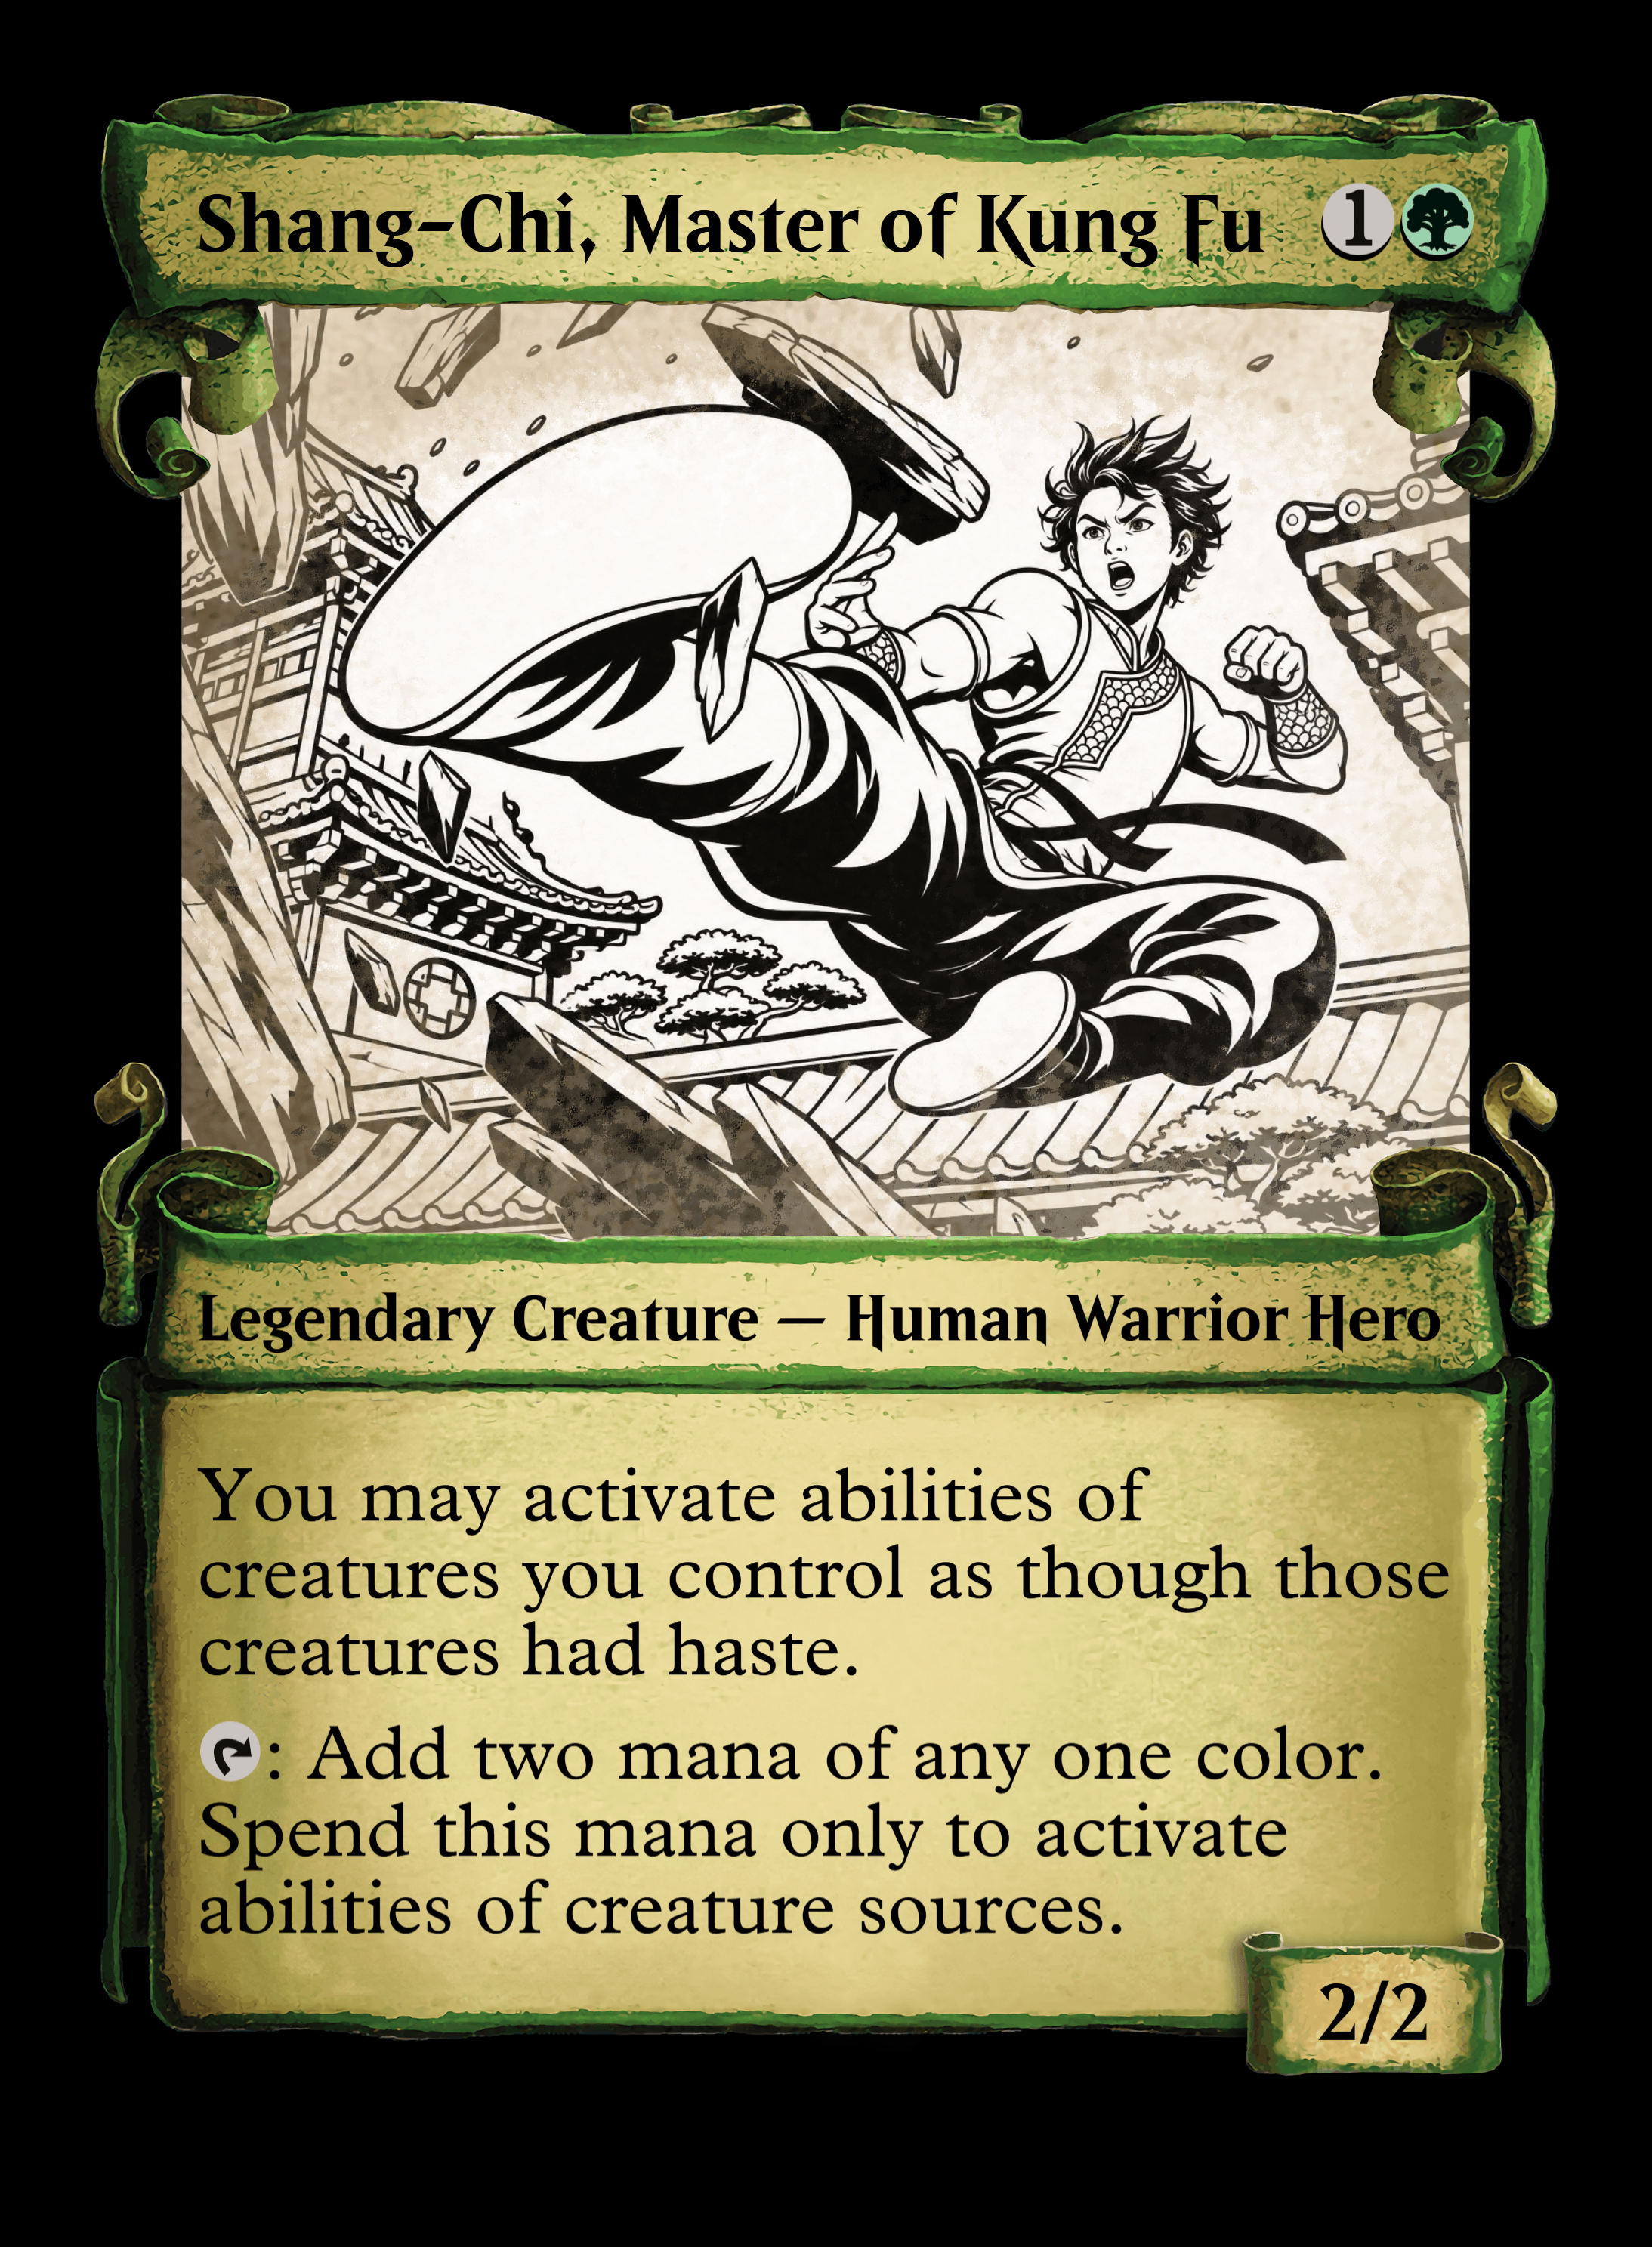 Shang-Chi, Master of Kung Fu 1
Legendary Creature — Human Warrior Hero
You may activate abilities of
creatures you control as though those
creatures had haste.
: Add two mana of any one color.
Spend this mana only to activate
abilities of creature sources.
2/2